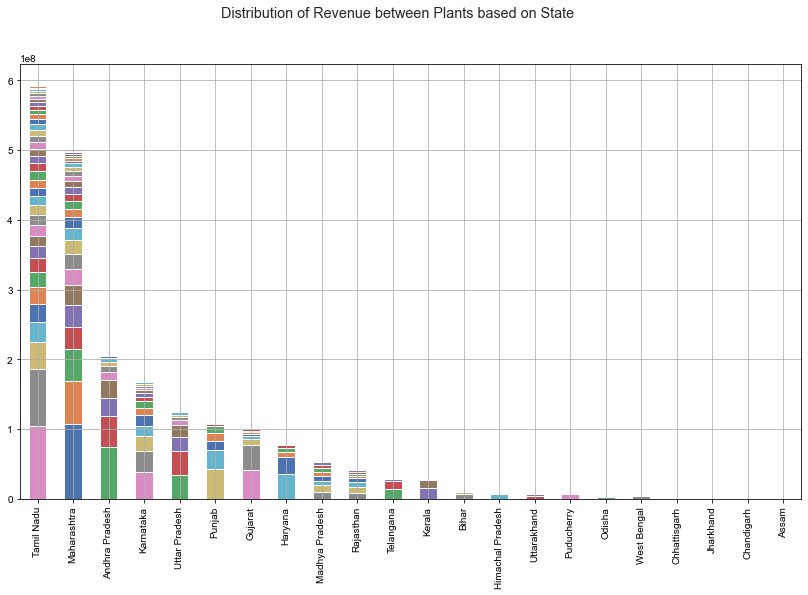 Distribution of Revenue between Plants based on State
1e8
6
5
4
3
2
1
0
Tamil Nadu
Maharashtra
Andhra Pradesh
Karnataka
Uttar Pradesh
Punjab
Gujarat
Haryana
Madhya Pradesh
Rajasthan
Telangana
Kerala
Bihar
Himachal Pradesh
Uttarakhand
Puducherry
Odisha
West Bengal
Chhattisgarh
Jharkhand
Chandigarh
Assam